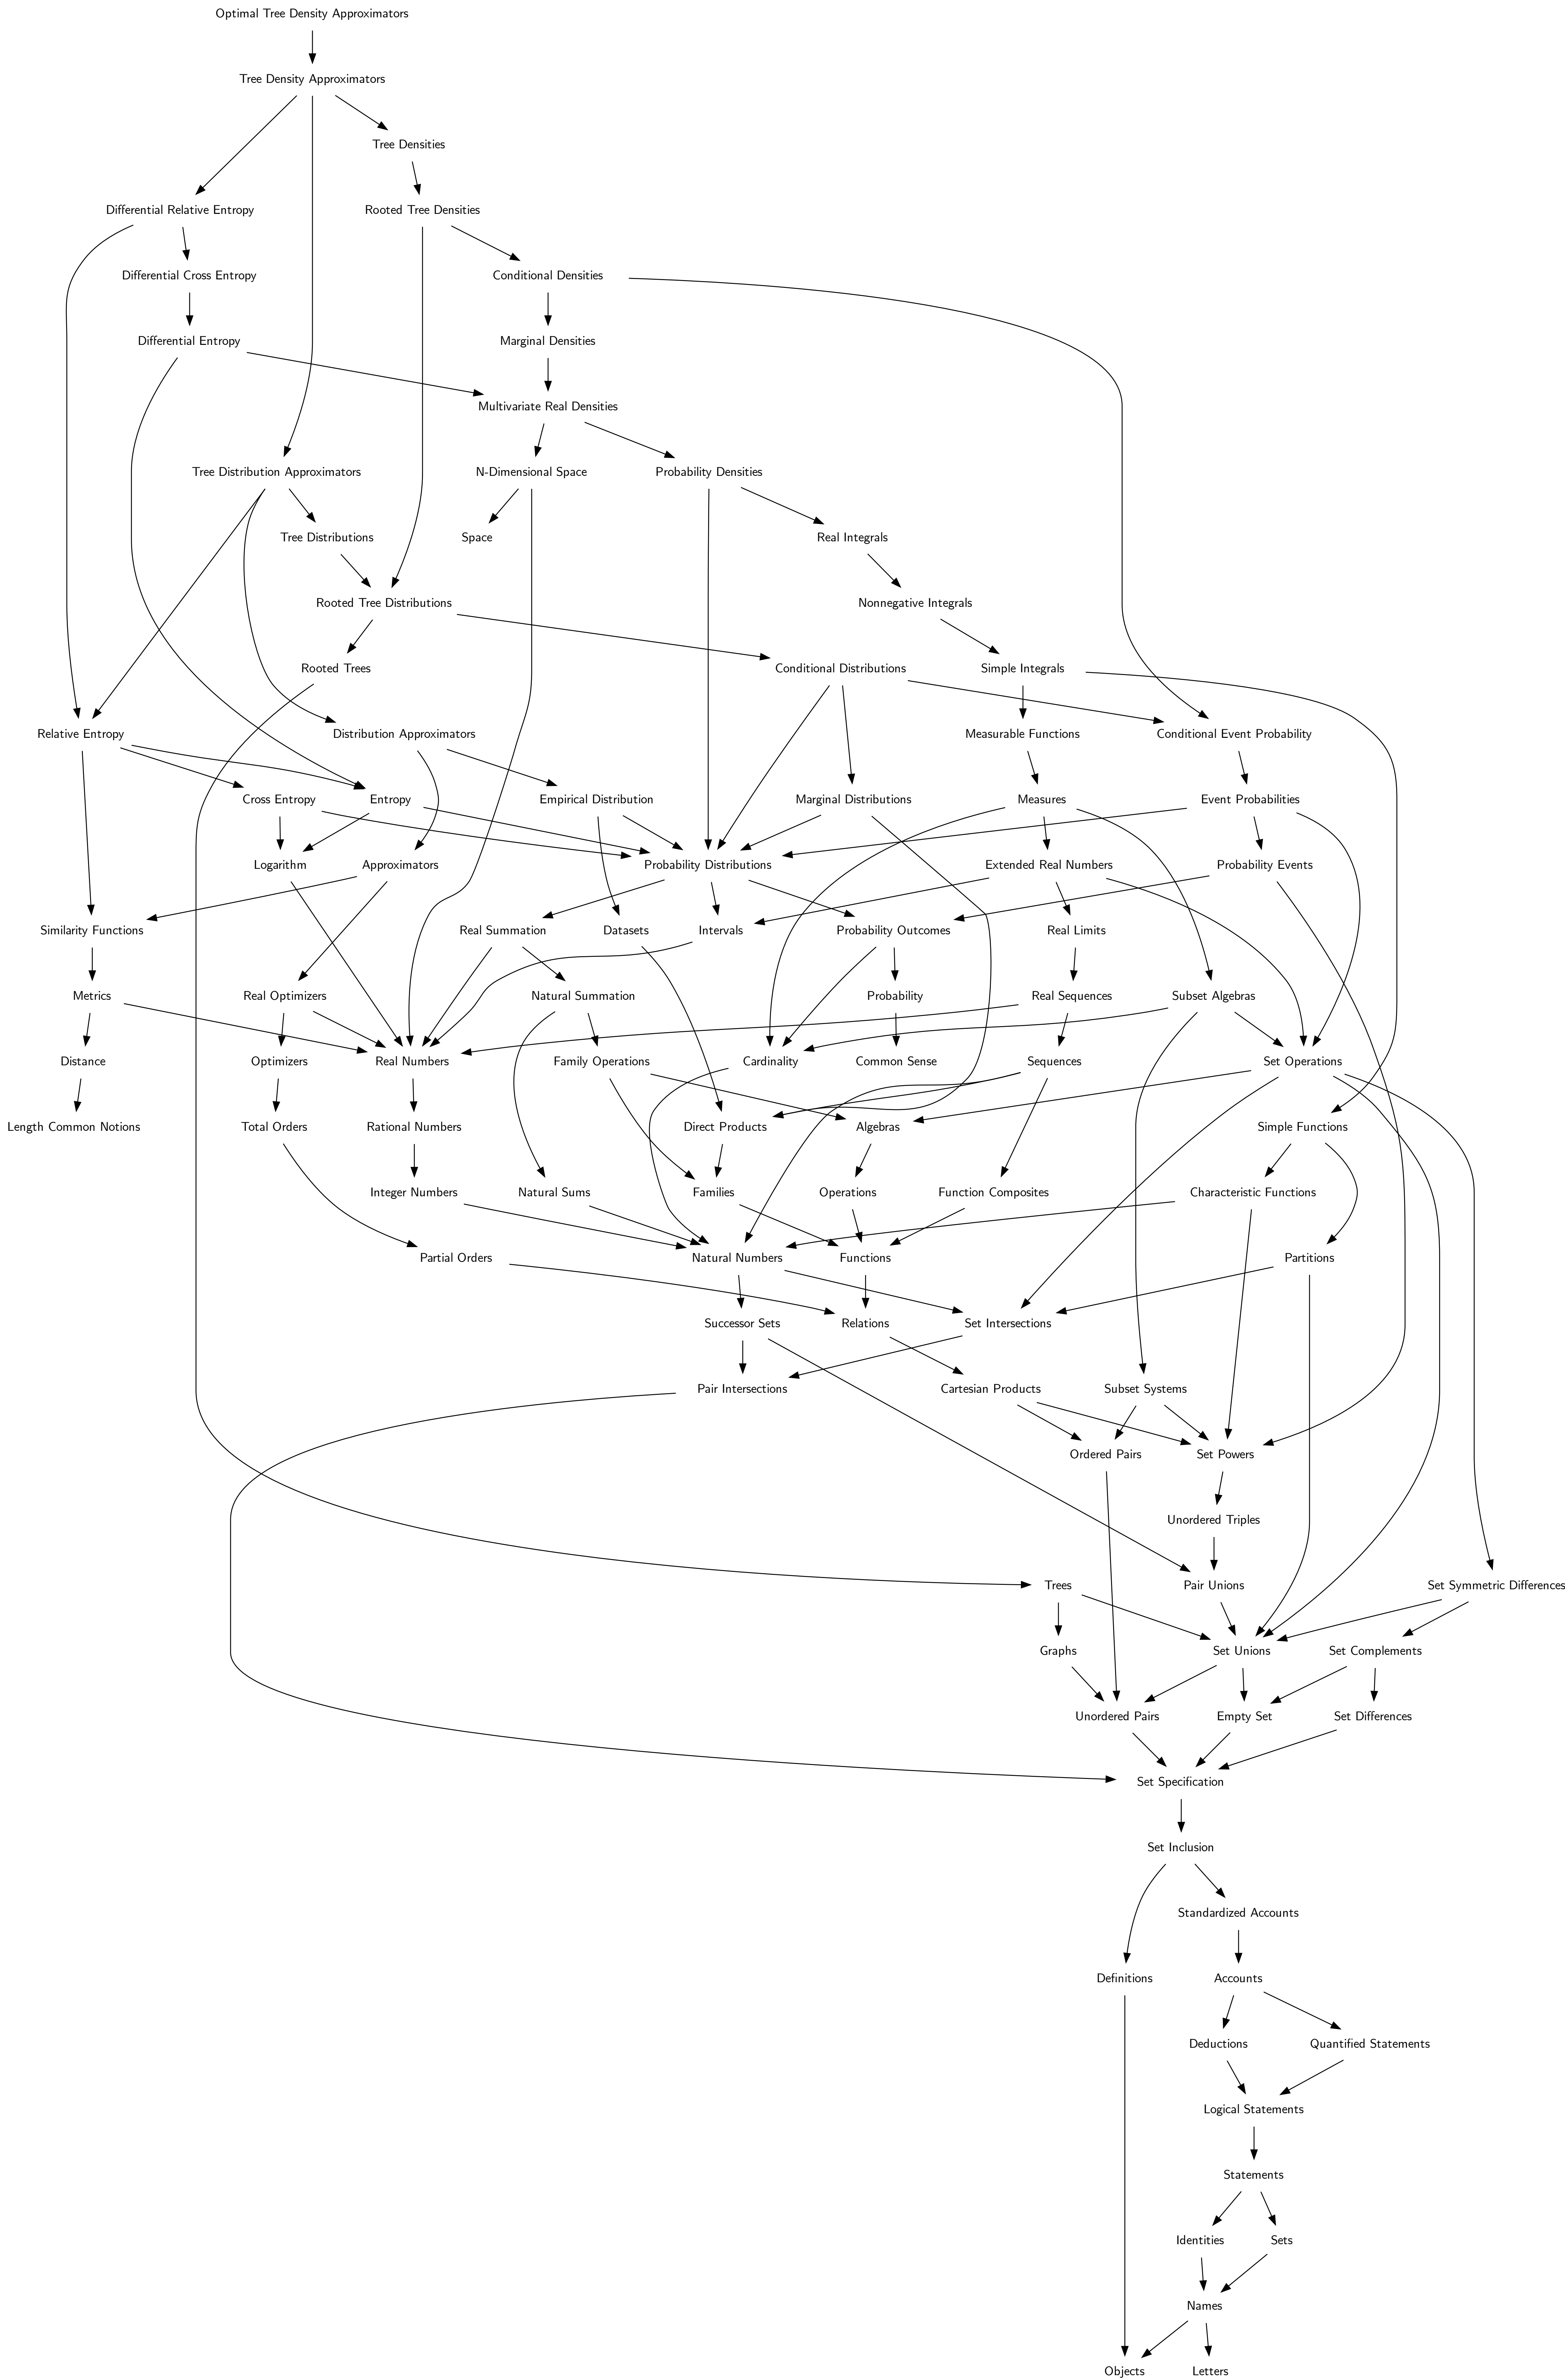 Optimal Tree Density Approximators
Tree Density Approximators
Tree Densities
Differential Relative Entropy
Rooted Tree Densities
Differential Cross Entropy
Conditional Densities
Differential Entropy
Marginal Densities
Multivariate Real Densities
Tree Distribution Approximators
N-Dimensional Space
Probability Densities
Tree Distributions
Space
Real Integrals
Rooted Tree Distributions
Nonnegative Integrals
Rooted Trees
Conditional Distributions
Simple Integrals
Relative Entropy
Distribution Approximators
Measurable Functions
Conditional Event Probability
Cross Entropy
Entropy
Empirical Distribution
Marginal Distributions
Measures
Event Probabilities
Logarithm
Approximators
Probability Distributions
Extended Real Numbers
Probability Events
Similarity Functions
Real Summation
Datasets
Intervals
Probability Outcomes
Real Limits
Metrics
Real Optimizers
Natural Summation
Probability
Real Sequences
Subset Algebras
Distance
Optimizers
Real Numbers
Family Operations
Cardinality
Common Sense
Sequences
Set Operations
Length Common Notions
Total Orders
Rational Numbers
Direct Products
Algebras
Simple Functions
Integer Numbers
Natural Sums
Families
Operations
Function Composites
Characteristic Functions
Partial Orders
Natural Numbers
Functions
Partitions
Successor Sets
Relations
Set Intersections
Pair Intersections
Cartesian Products
Subset Systems
Ordered Pairs
Set Powers
Unordered Triples
Trees
Pair Unions
Set Symmetric Differences
Graphs
Set Unions
Set Complements
Unordered Pairs
Empty Set
Set Differences
Set Specification
Set Inclusion
Standardized Accounts
Definitions
Accounts
Deductions
Quantified Statements
Logical Statements
Statements
Identities
Sets
Names
Objects
Letters